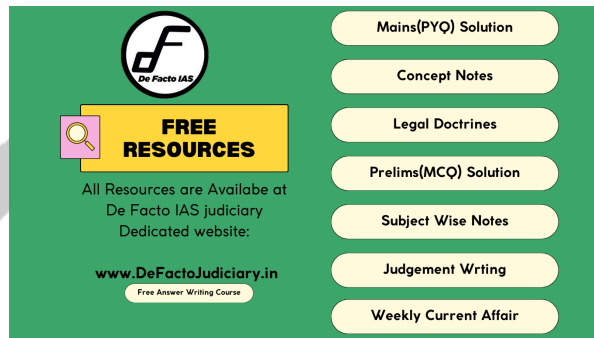 De Facto IAS
FREE
RESOURCES
All Resources are Availabe at
De Facto IAS judiciary
Dedicated website:
www.DeFactoJudiciary.in
Free Answer Writing Course
Mains(PYQ) Solution
Concept Notes
Legal Doctrines
Prelims(MCQ) Solution
Subject Wise Notes
Judgement Wrting
Weekly Current Affair